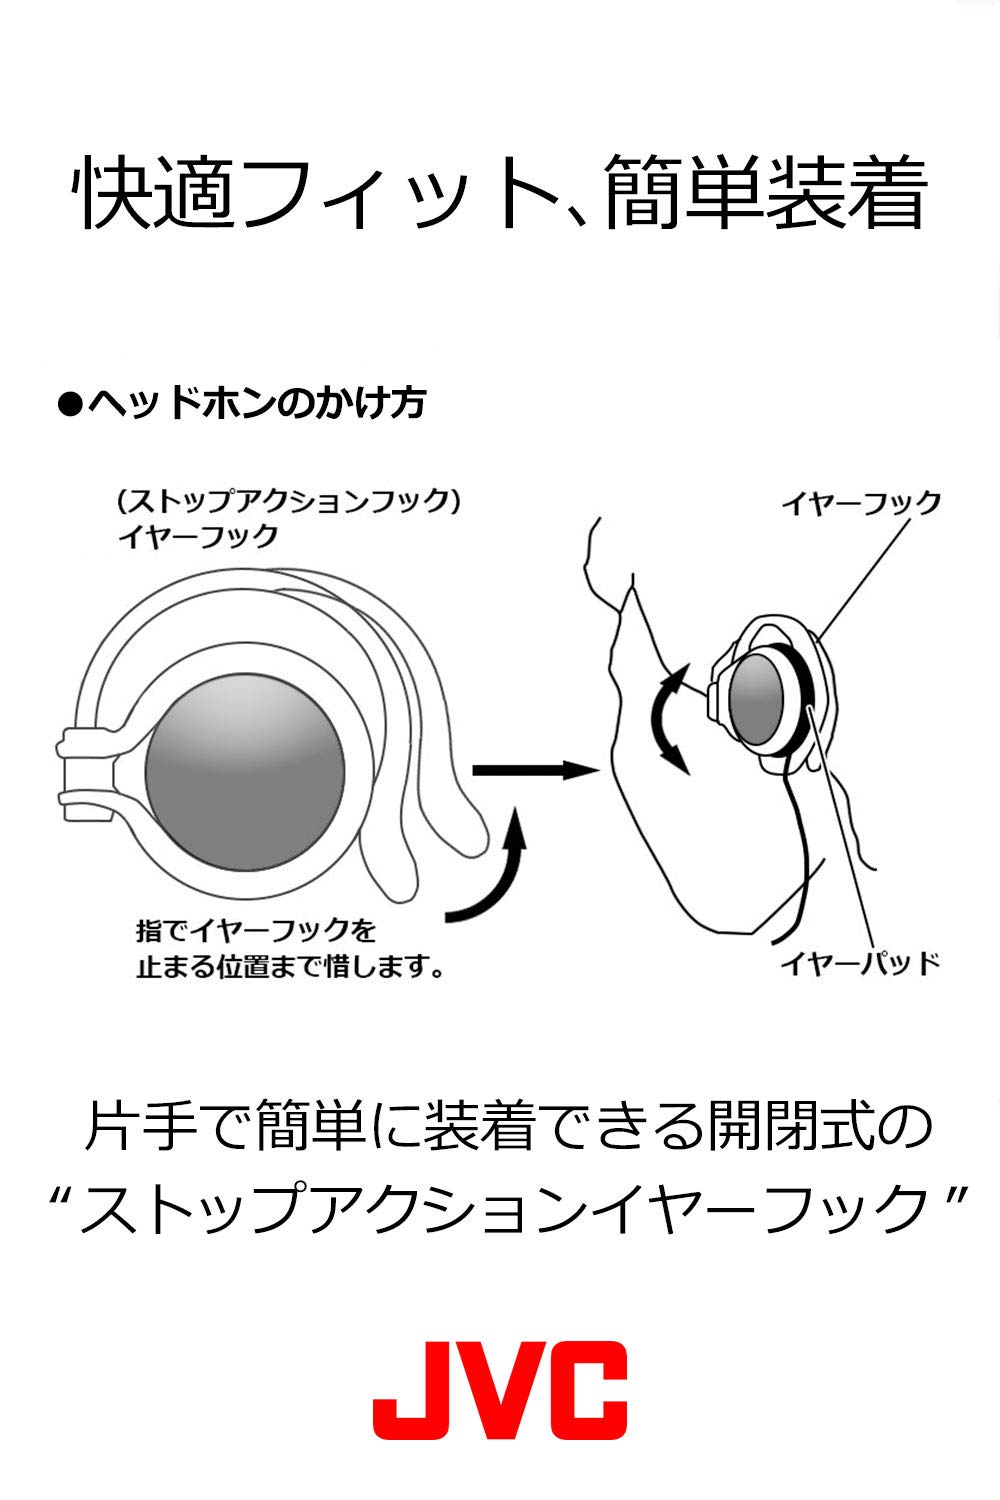 快適フィット、簡単装着
●ヘッドホンのかけ方
（ストップアクションフック）
イヤーフック
イヤーフック
指でイヤーフックを
止まる位置まで惜します。
イヤーパッド
片手で簡単に装着できる開閉式の
“ストップアクションイヤーフック”
JVC